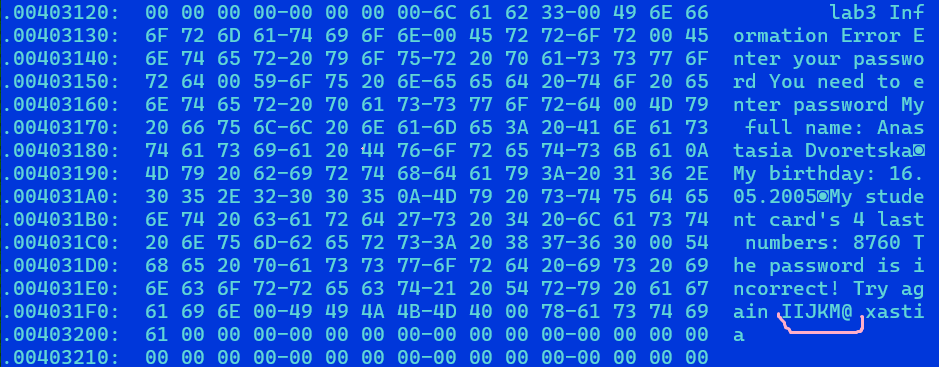 .00403120: 00 00 00 00-00 00 00 00-6C 61 62 33-00 49 6E 66 lab3 Inf
.00403130: 6F 72 6D 61-74 69 6F 6E-00 45 72 72-6F 72 00 45 ormation Error E
.00403140: 6E 74 65 72-20 79 6F 75-72 20 70 61-73 73 77 6F nter your passwo
.00403150: 72 64 00 59-6F 75 20 6E-65 65 64 20-74 6F 20 65 rd You need to e
.00403160: 6E 74 65 72-20 70 61 73-73 77 6F 72-64 00 4D 79 nter password My
.00403170: 20 66 75 6C-6C 20 6E 61-6D 65 3A 20-41 6E 61 73 full name: Anas
.00403180: 74 61 73 69-61 20 44 76-6F 72 65 74-73 6B 61 0A tasia Dvoretska◙
.00403190: 4D 79 20 62-69 72 74 68-64 61 79 3A-20 31 36 2E My birthday: 16.
.004031A0: 30 35 2E 32-30 30 35 0A-4D 79 20 73-74 75 64 65 05.2005◙My stude
.004031B0: 6E 74 20 63-61 72 64 27-73 20 34 20-6C 61 73 74 nt card's 4 last
.004031C0: 20 6E 75 6D-62 65 72 73-3A 20 38 37-36 30 00 54 numbers: 8760 T
.004031D0: 68 65 20 70-61 73 73 77-6F 72 64 20-69 73 20 69 he password is i
.004031E0: 6E 63 6F 72-72 65 63 74-21 20 54 72-79 20 61 67 ncorrect! Try ag
.004031F0: 61 69 6E 00-49 49 4A 4B-4D 40 00 78-61 73 74 69 ain IIJKM@ xasti
.00403200: 61 00 00 00-00 00 00 00-00 00 00 00-00 00 00 00 a
.00403210: 00 00 00 00-00 00 00 00-00 00 00 00-00 00 00 00